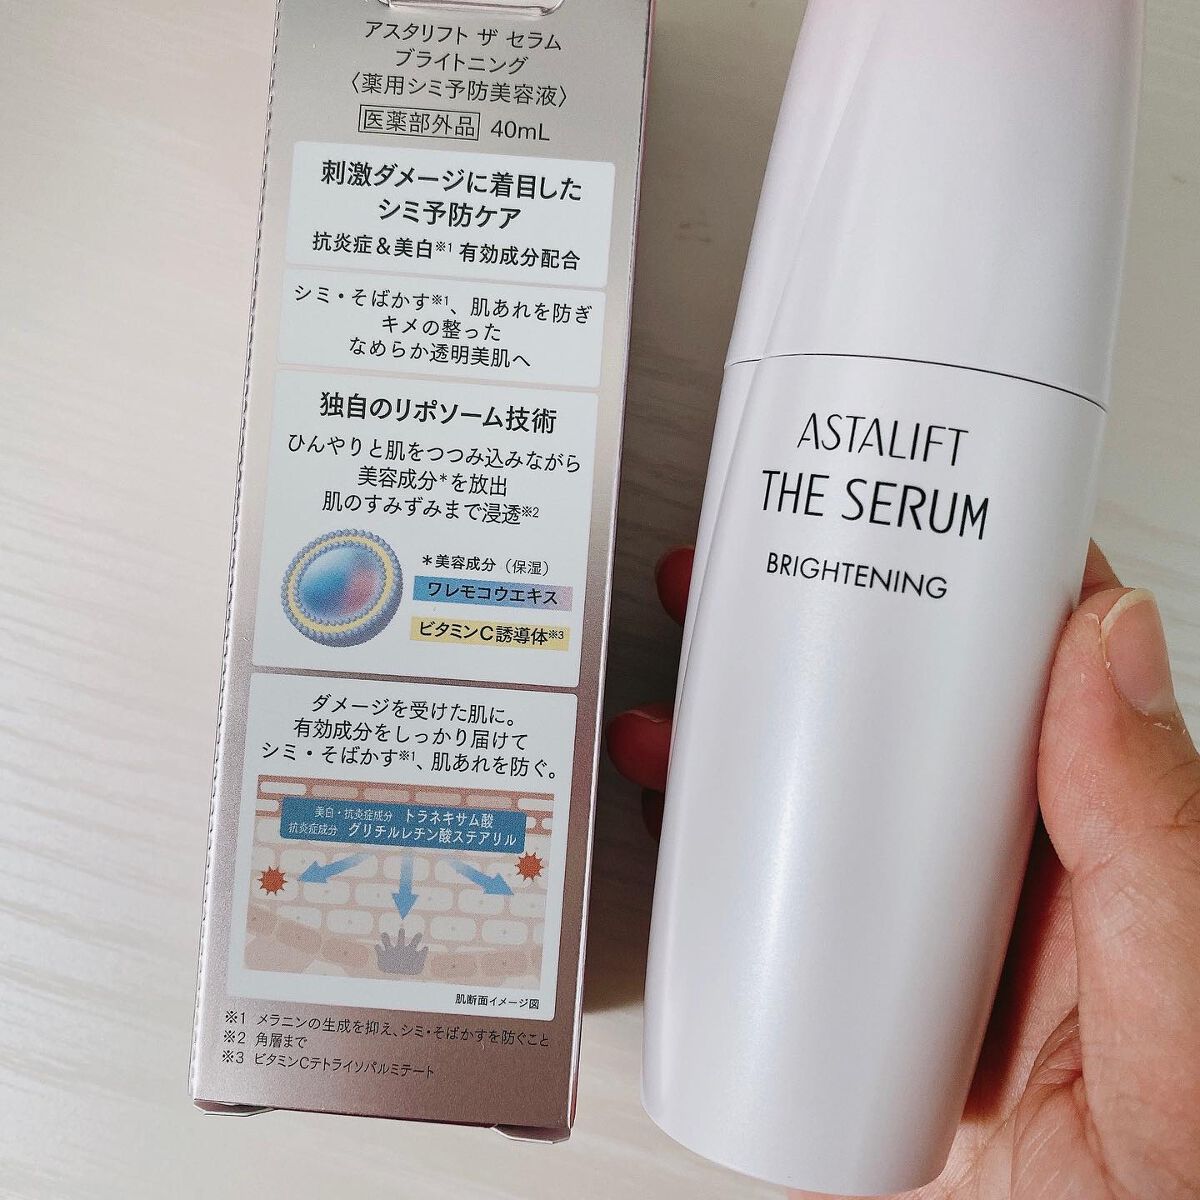 アスタリフト ザ セラム
ブライトニング
〈薬用シミ予防美容液〉
医薬部外品 40mL
刺激ダメージに着目した
シミ予防ケア
抗炎症＆美白※1 有効成分配合
シミ・そばかす※1、肌あれを防ぎ
キメの整った
なめらか透明美肌へ
独自のリポソーム技術
ひんやりと肌をつつみ込みながら
美容成分*を放出
肌のすみずみまで浸透※2
＊美容成分（保湿）
ワレモコウエキス
ビタミンC誘導体※3
ダメージを受けた肌に。
有効成分をしっかり届けて
シミ・そばかす※1、肌あれを防ぐ。
美白・抗炎症成分 トラネキサム酸
抗炎症成分 グリチルレチン酸ステアリル
肌断面イメージ図
※1 メラニンの生成を抑え、シミ・そばかすを防ぐこと
※2 角層まで
※3 ビタミンCテトライソパルミテート
ASTALIFT
THE SERUM
BRIGHTENING